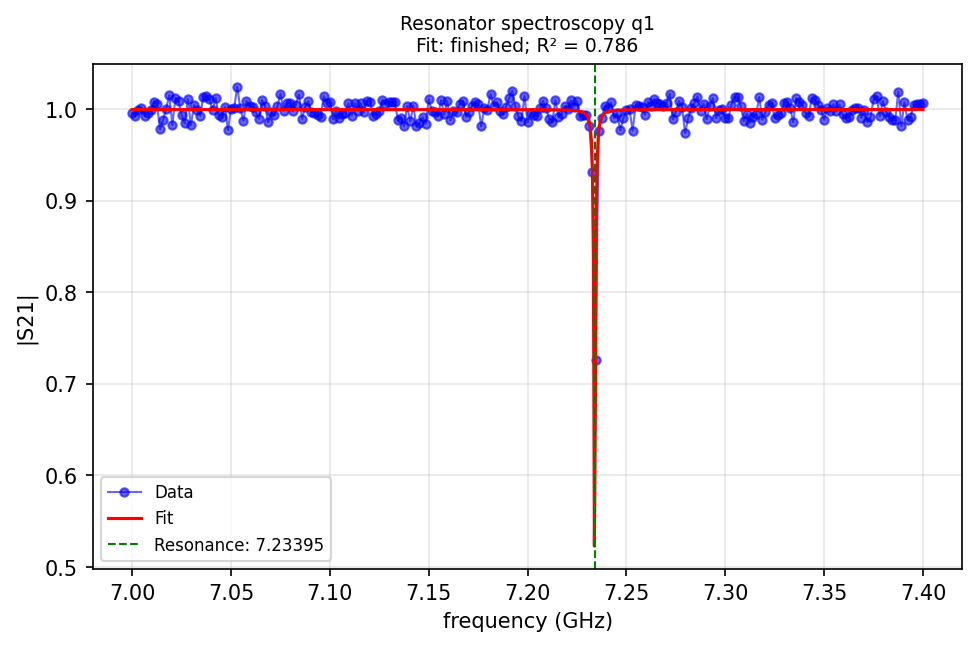 Resonator spectroscopy q1
Fit: finished; R² = 0.786
|S21|
1.0
0.9
0.8
0.7
0.6
0.5
Data
Fit
Resonance: 7.23395
7.00 7.05 7.10 7.15 7.20 7.25 7.30 7.35 7.40
frequency (GHz)